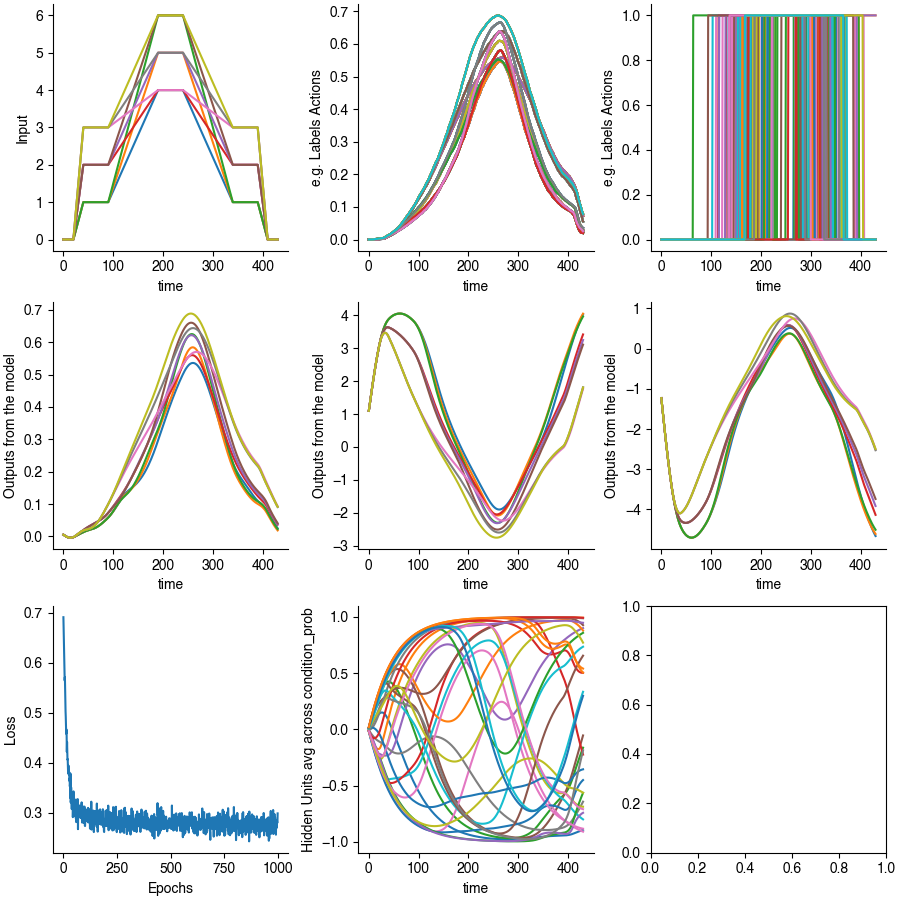 6
5
4
3
2
1
0
Input
0 100 200 300 400
time
0.7
0.6
0.5
0.4
0.3
0.2
0.1
0.0
e.g. Labels Actions
0 100 200 300 400
time
1.0
0.8
0.6
0.4
0.2
0.0
e.g. Labels Actions
0 100 200 300 400
time
0.7
0.6
0.5
0.4
0.3
0.2
0.1
0.0
Outputs from the model
0 100 200 300 400
time
4
3
2
1
0
−1
−2
−3
Outputs from the model
0 100 200 300 400
time
1
0
−1
−2
−3
−4
Outputs from the model
0 100 200 300 400
time
0.7
0.6
0.5
0.4
0.3
Loss
0 250 500 750 1000
Epochs
1.0
0.5
0.0
−0.5
−1.0
Hidden Units avg across condition_prob
0 100 200 300 400
time
1.0
0.8
0.6
0.4
0.2
0.0
0.0 0.2 0.4 0.6 0.8 1.0